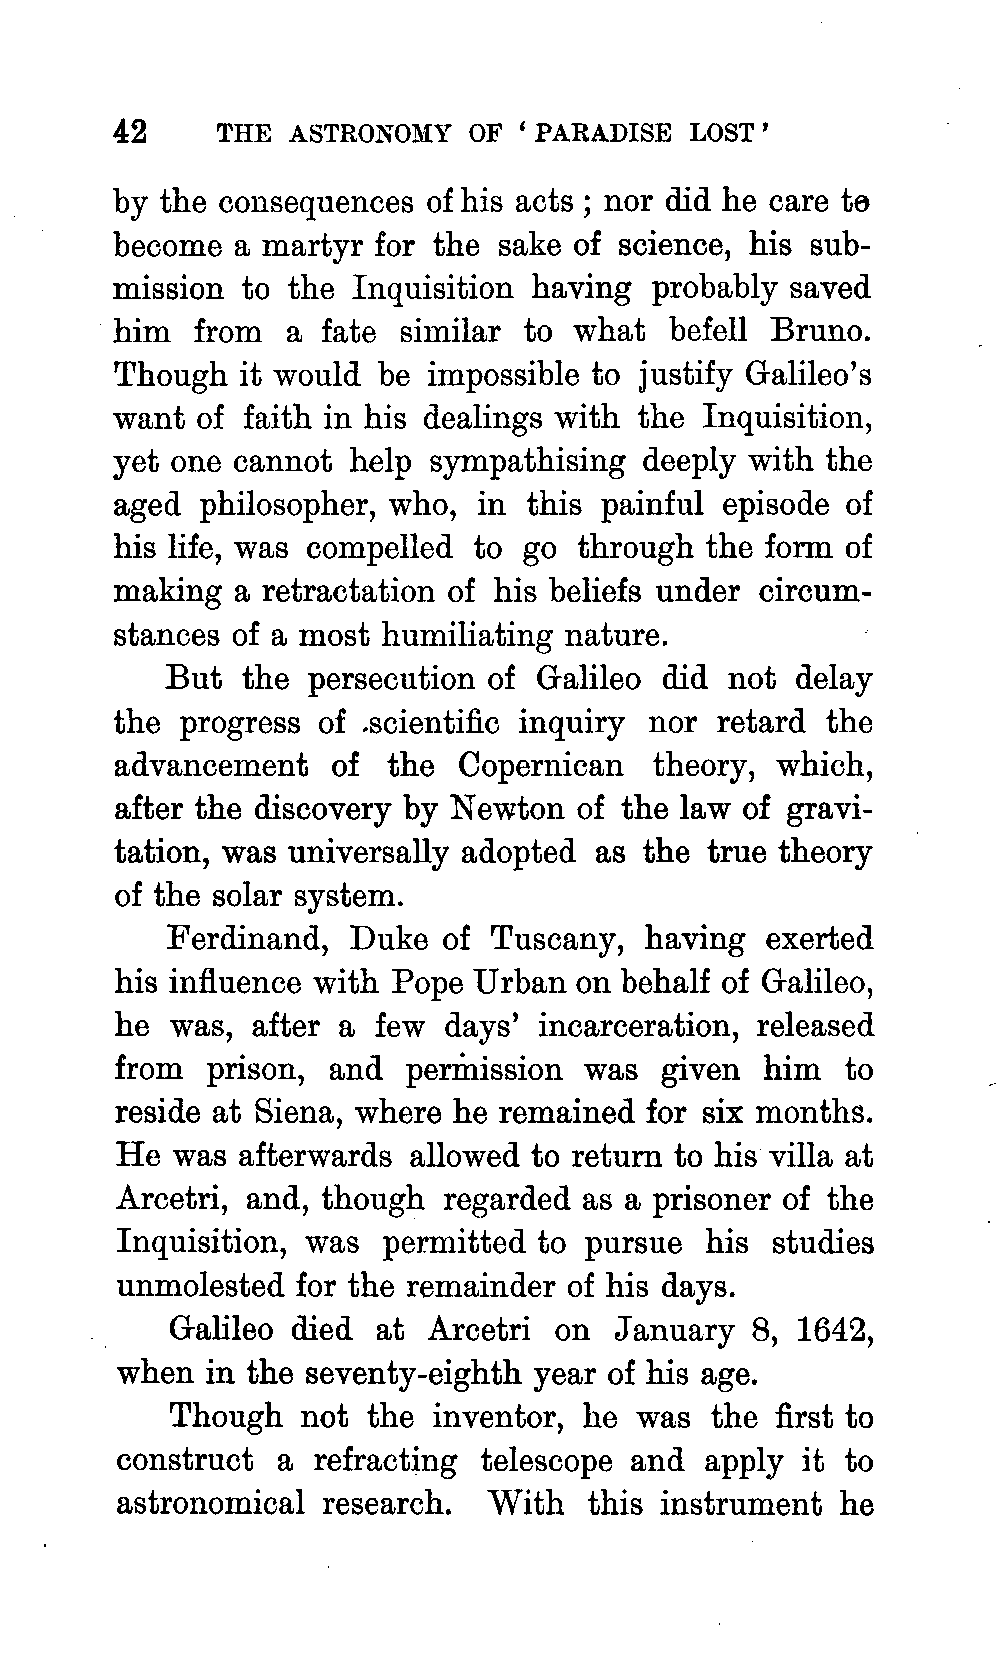 42 THE ASTRONOMY OF ‘ PARADISE LOST ’
by the consequences of his acts ; nor did he care to
become a martyr for the sake of science, his sub-
mission to the Inquisition having probably saved
him from a fate similar to what befell Bruno.
Though it would be impossible to justify Galileo’s
want of faith in his dealings with the Inquisition,
yet one cannot help sympathising deeply with the
aged philosopher, who, in this painful episode of
his life, was compelled to go through the form of
making a retractation of his beliefs under circum-
stances of a most humiliating nature.
But the persecution of Galileo did not delay
the progress of scientific inquiry nor retard the
advancement of the Copernican theory, which,
after the discovery by Newton of the law of gravi-
tation, was universally adopted as the true theory
of the solar system.
Ferdinand, Duke of Tuscany, having exerted
his influence with Pope Urban on behalf of Galileo,
he was, after a few days’ incarceration, released
from prison, and permission was given him to
reside at Siena, where he remained for six months.
He was afterwards allowed to return to his villa at
Arcetri, and, though regarded as a prisoner of the
Inquisition, was permitted to pursue his studies
unmolested for the remainder of his days.
Galileo died at Arcetri on January 8, 1642,
when in the seventy-eighth year of his age.
Though not the inventor, he was the first to
construct a refracting telescope and apply it to
astronomical research. With this instrument he